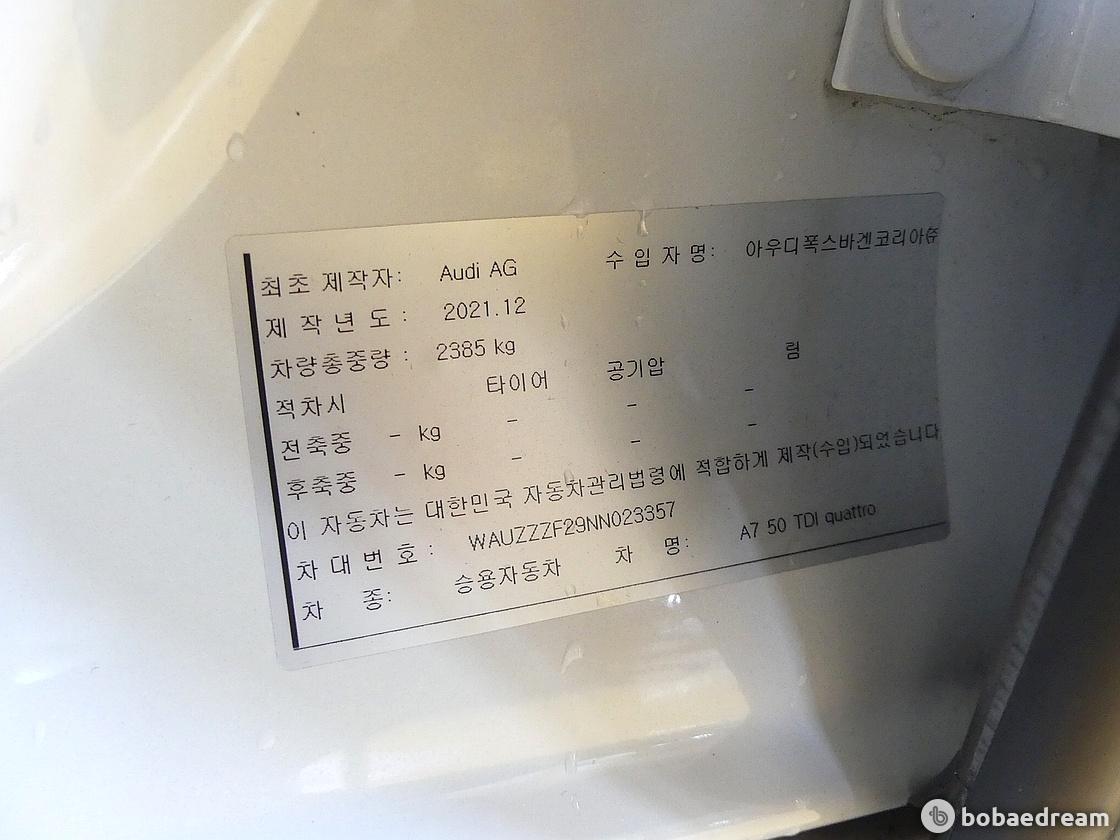 최초 제작자: Audi AG 수 입 자 명: 아우디폭스바겐코리아㈜
제 작 년 도 : 2021.12
차량총중량 : 2385 kg
적차시 타이어 공기압 림
전축중 - kg - - -
후축중 - kg - - -
이 자동차는 대한민국 자동차관리법령에 적합하게 제작(수입)되었습니다
차 대 번 호 : WAUZZZF29NN023357
차 종: 승용자동차 차 명: A7 50 TDI quattro
bobaedream